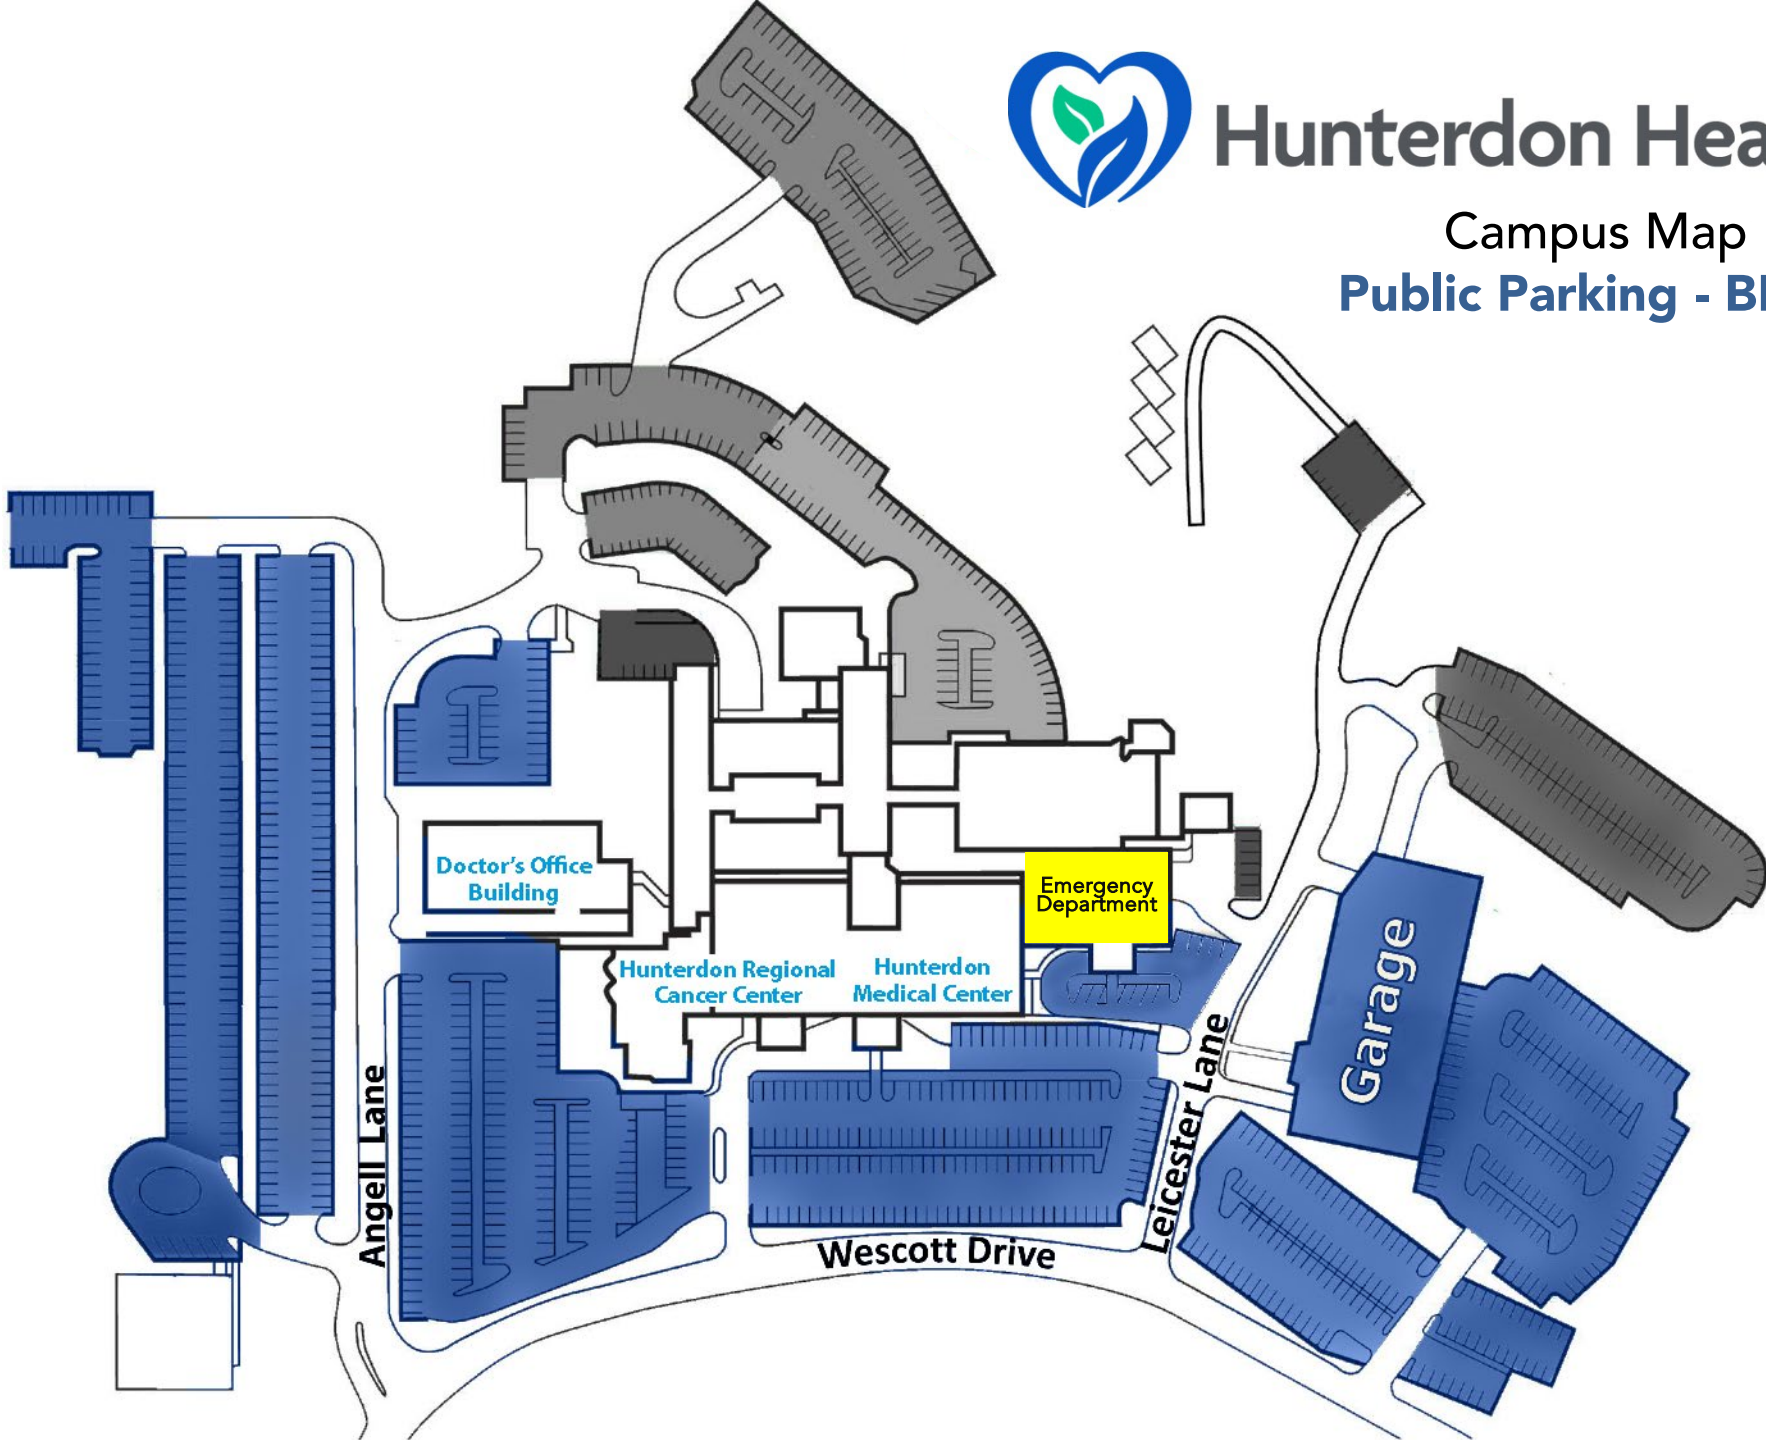 Hunterdon Hea
Campus Map
Public Parking - Bl
Doctor's Office
Building
Emergency
Department
Hunterdon Regional
Cancer Center
Hunterdon
Medical Center
Garage
Angell Lane
Leicester Lane
Wescott Drive